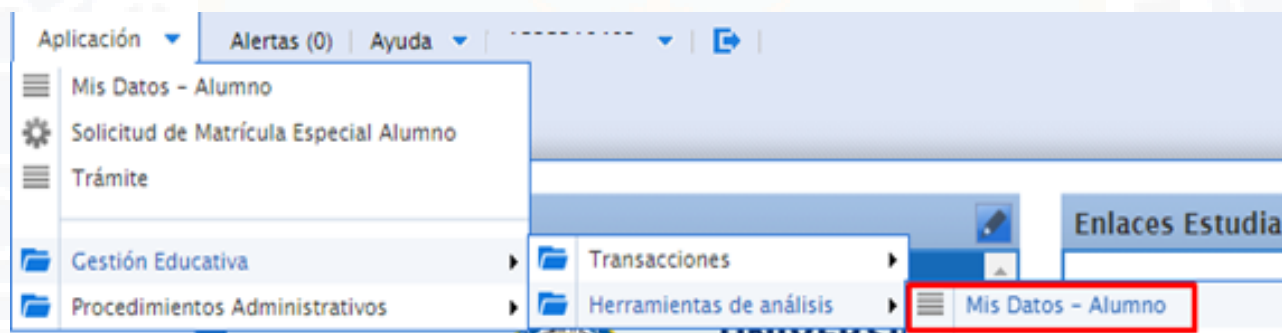 Aplicación Alertas (0) Ayuda
Mis Datos – Alumno
Solicitud de Matrícula Especial Alumno
Trámite
Enlaces
Gestión Educativa Transacciones
Procedimientos Administrativos Herramientas de análisis Mis Datos – Alumno